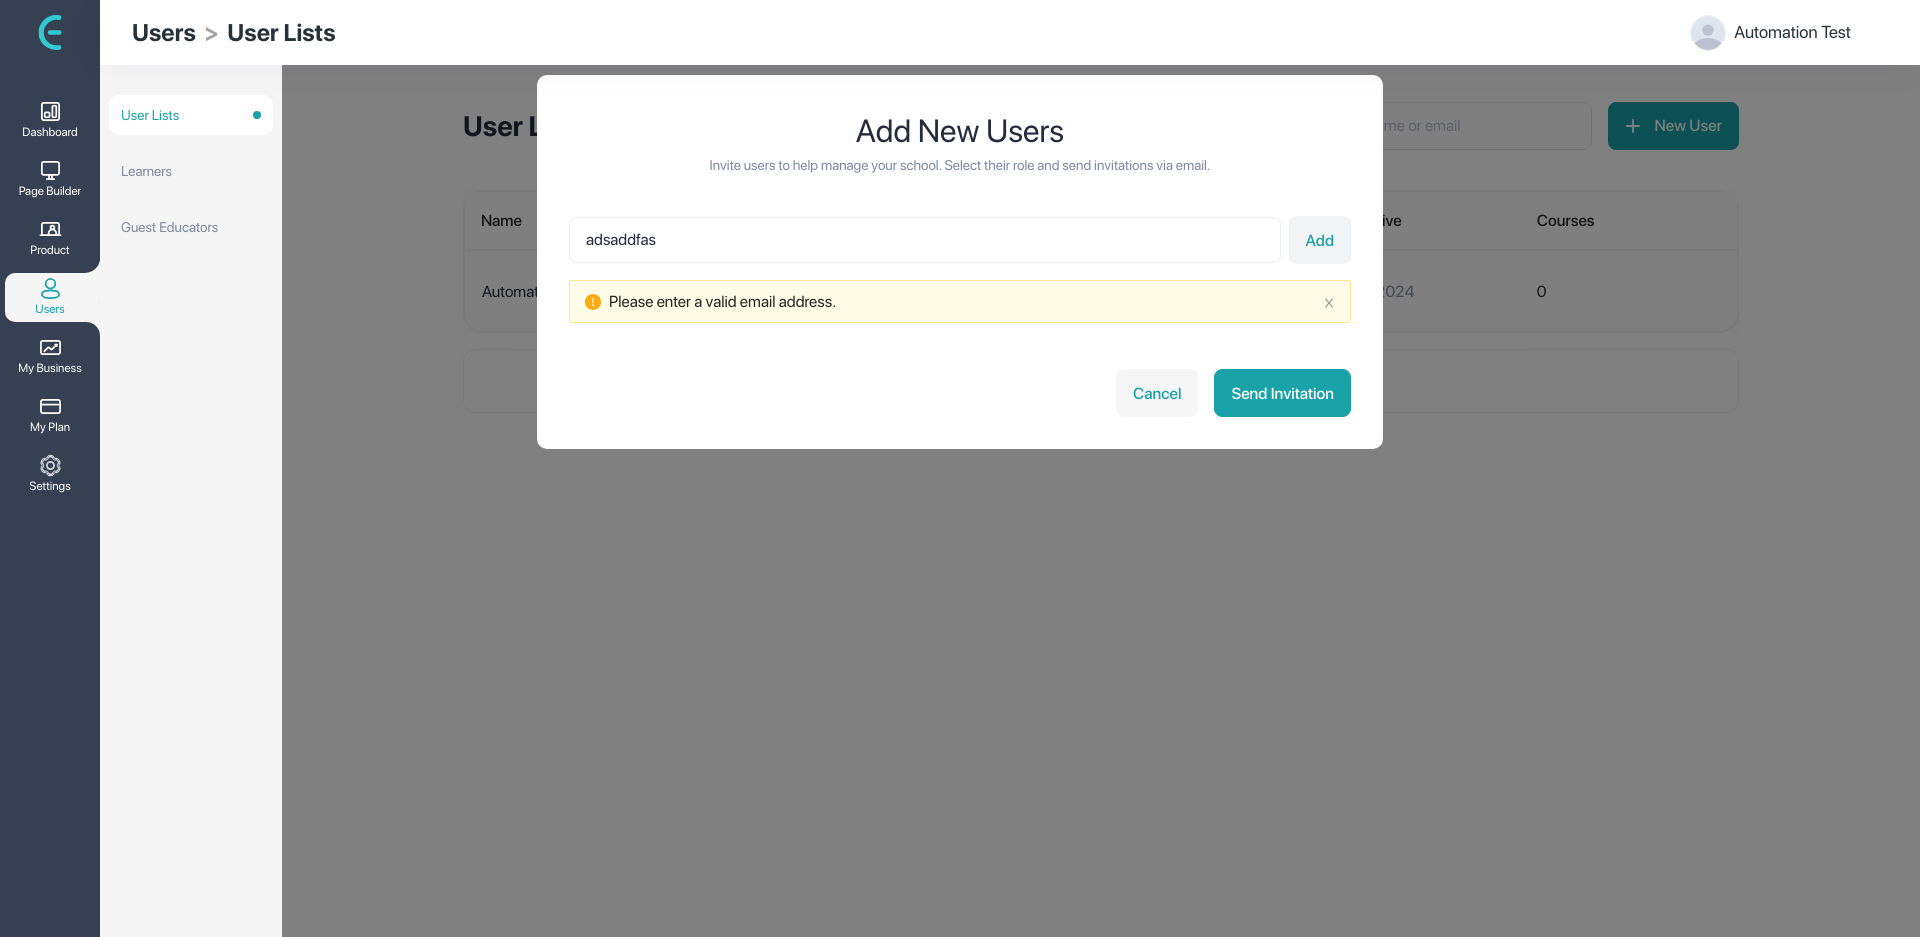 Users > User Lists
Automation Test
Dashboard
Page Builder
Product
Users
My Business
My Plan
Settings
User Lists
Learners
Guest Educators
User L
me or email
+ New User
Name
ive
Courses
Automat
2024
0
Add New Users
Invite users to help manage your school. Select their role and send invitations via email.
adsaddfas
Add
Please enter a valid email address.
Cancel
Send Invitation